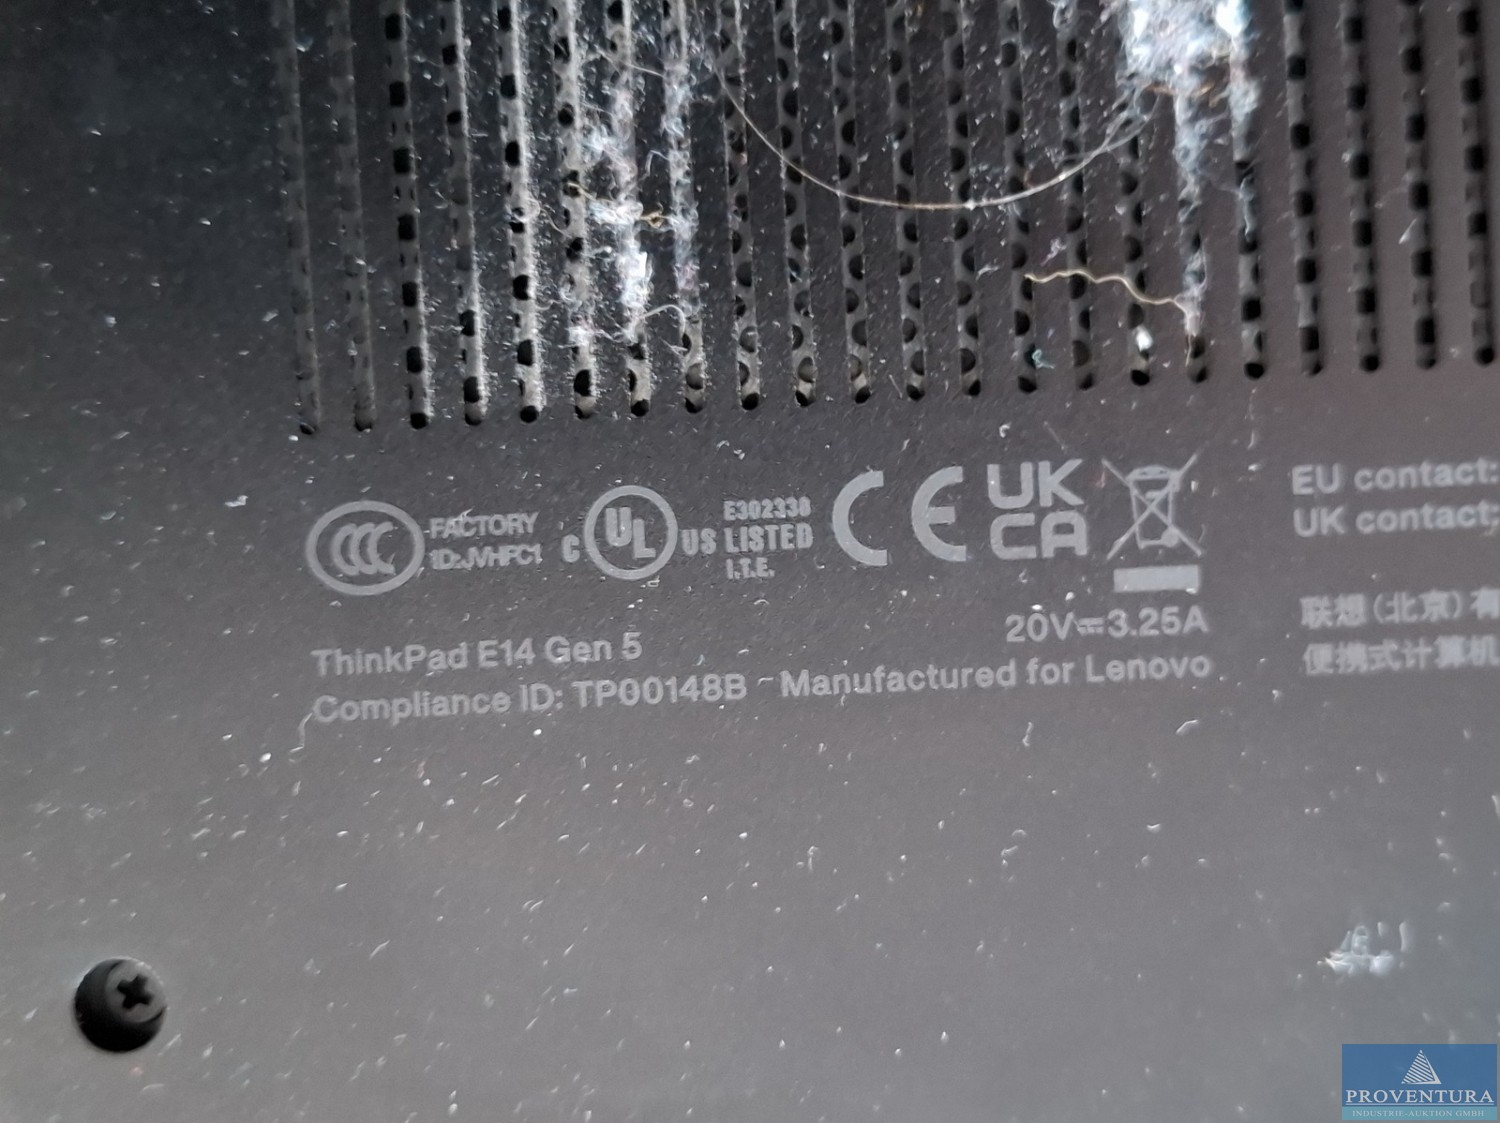 CCC FACTORY
ID:JVHFC1
C UL US E302338
LISTED
I.T.E.
CE UK
CA
EU contact:
UK contact:
20V⎓3.25A
ThinkPad E14 Gen 5
Compliance ID: TP00148B Manufactured for Lenovo
联想(北京)有
便携式计算机
PROVENTURA
INDUSTRIE-AUKTION GMBH